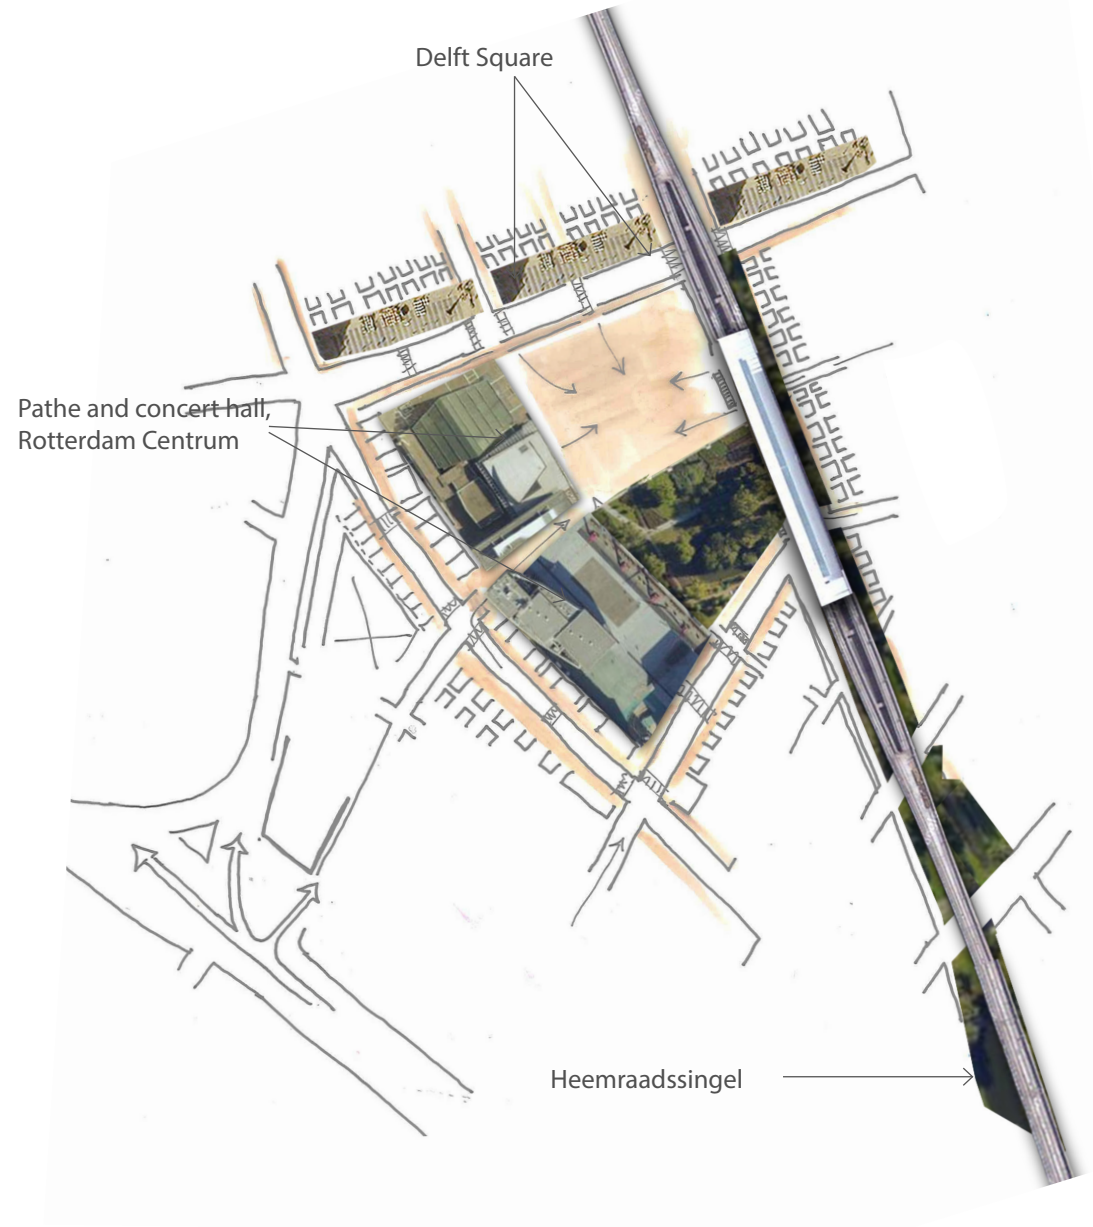 Delft Square
Pathe and concert hall,
Rotterdam Centrum
Heemraadssingel